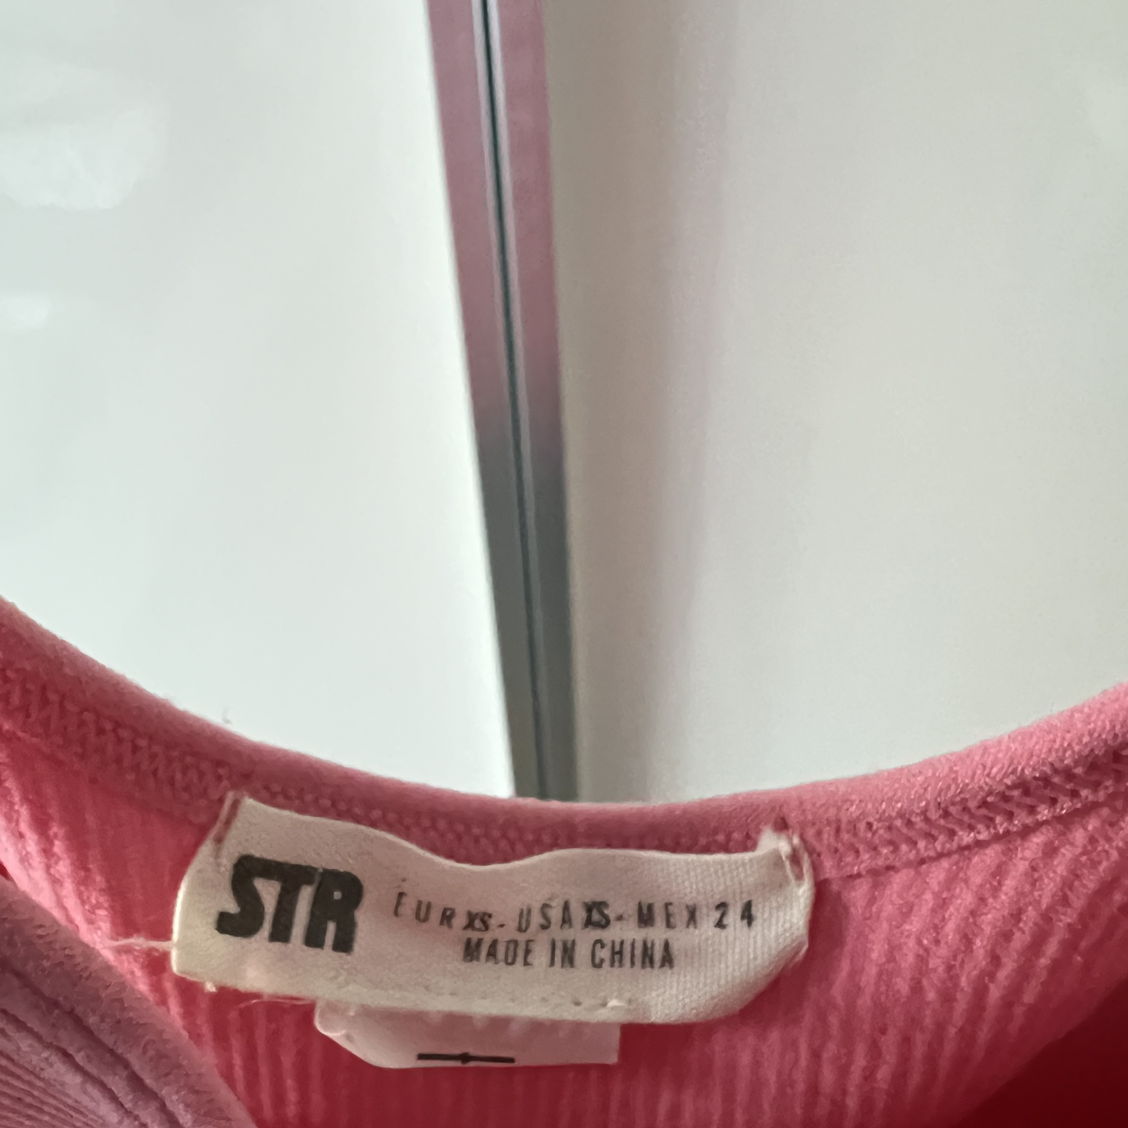 STR
EUR XS - USA XS - MEX 24
MADE IN CHINA